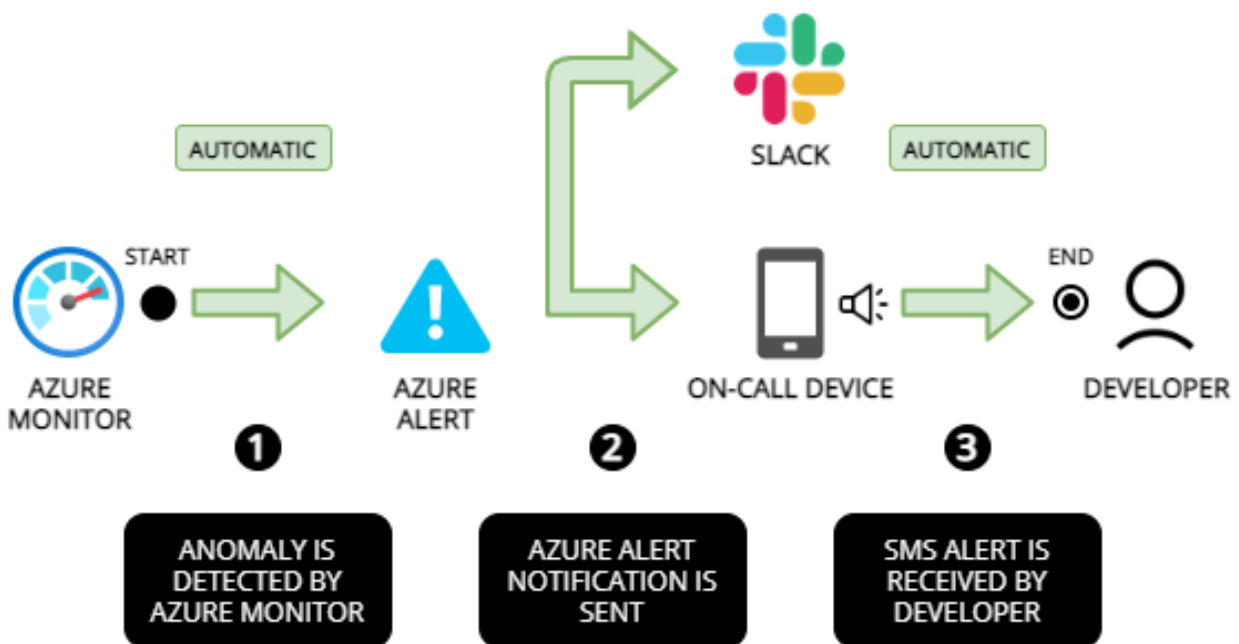 AUTOMATIC
SLACK
AUTOMATIC
START
END
AZURE
MONITOR
AZURE
ALERT
ON-CALL DEVICE
DEVELOPER
1
2
3
ANOMALY IS
DETECTED BY
AZURE MONITOR
AZURE ALERT
NOTIFICATION IS
SENT
SMS ALERT IS
RECEIVED BY
DEVELOPER